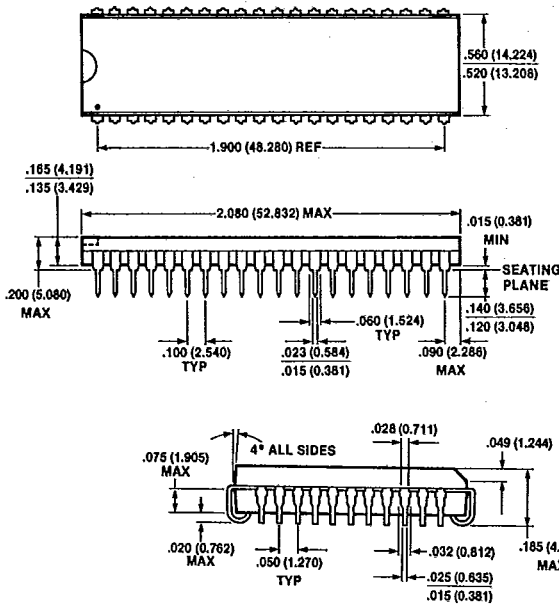 .560 (14.224)
.520 (13.208)
1.900 (48.280) REF
.165 (4.191)
.135 (3.429)
2.080 (52.832) MAX
.015 (0.381)
MIN
SEATING
PLANE
.200 (5.080)
MAX
.140 (3.656)
.120 (3.048)
.060 (1.524)
TYP
.100 (2.540)
TYP
.023 (0.584)
.015 (0.381)
.090 (2.286)
MAX
.028 (0.711)
4° ALL SIDES
.049 (1.244)
.075 (1.905)
MAX
.020 (0.762)
MAX
.050 (1.270)
TYP
.032 (0.812)
.185 (4.
MAX
.025 (0.635)
.015 (0.381)